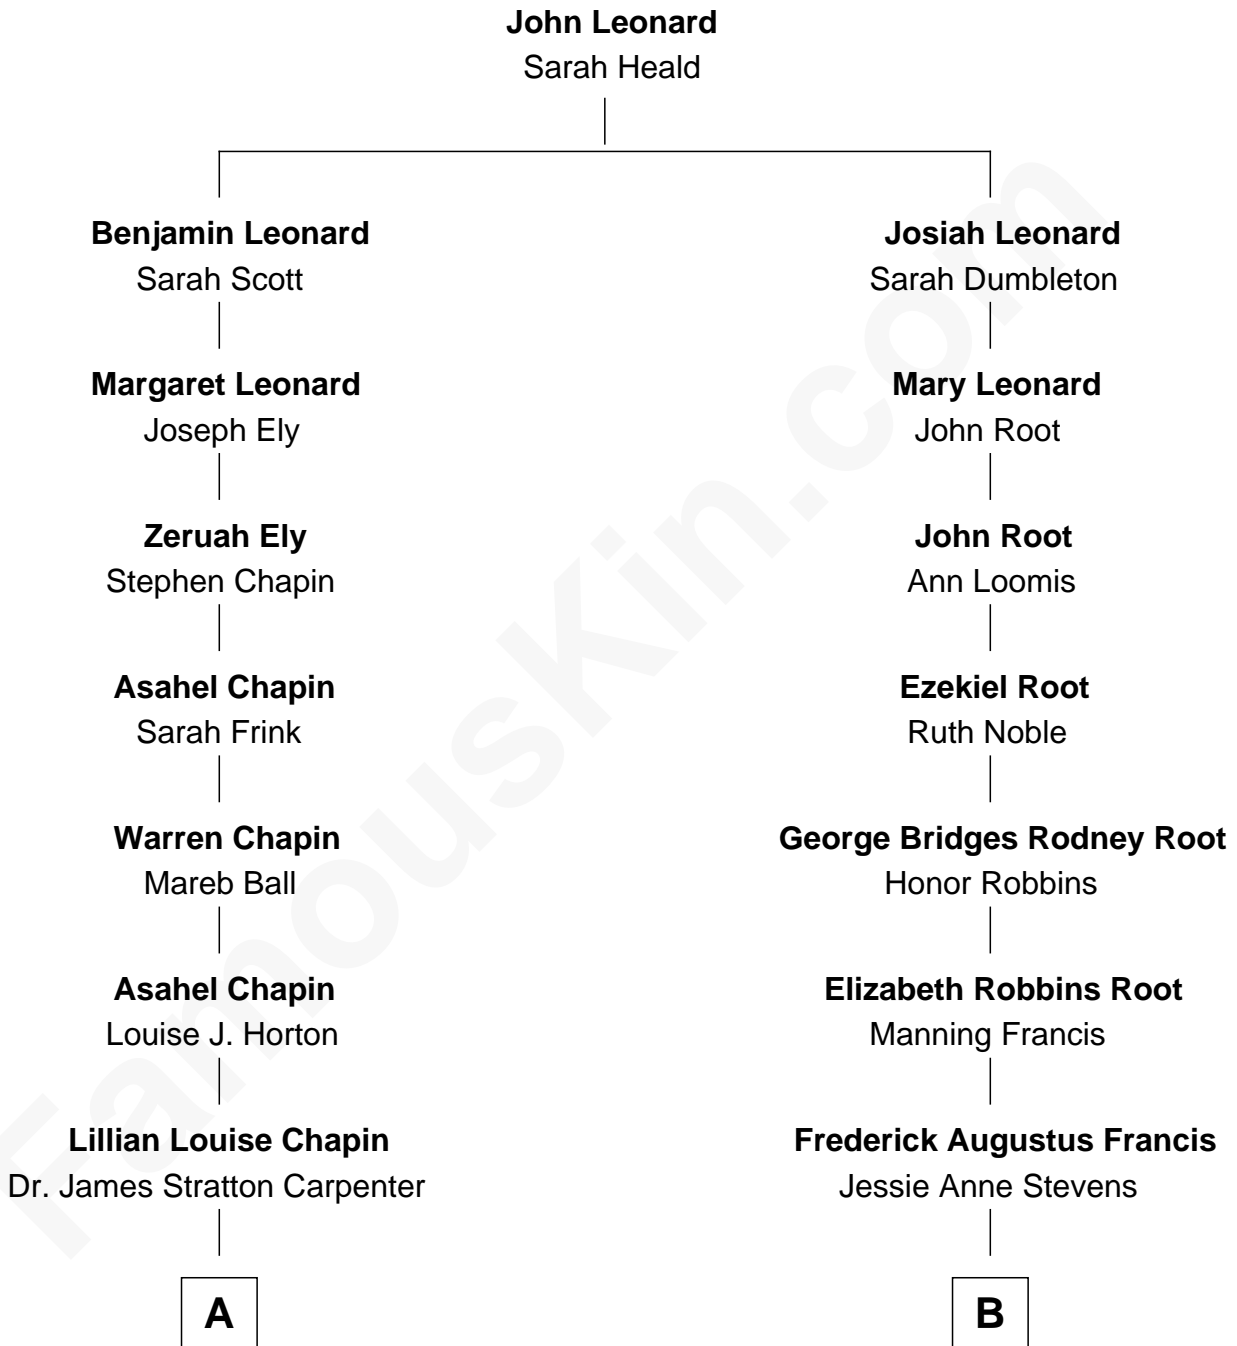 John Leonard
Sarah Heald
Benjamin Leonard
Sarah Scott
Josiah Leonard
Sarah Dumbleton
Margaret Leonard
Joseph Ely
Mary Leonard
John Root
Zeruah Ely
Stephen Chapin
John Root
Ann Loomis
Asahel Chapin
Sarah Frink
Ezekiel Root
Ruth Noble
Warren Chapin
Mareb Ball
George Bridges Rodney Root
Honor Robbins
Asahel Chapin
Louise J. Horton
Elizabeth Robbins Root
Manning Francis
Lillian Louise Chapin
Dr. James Stratton Carpenter
Frederick Augustus Francis
Jessie Anne Stevens
A
B
FamousKin.com